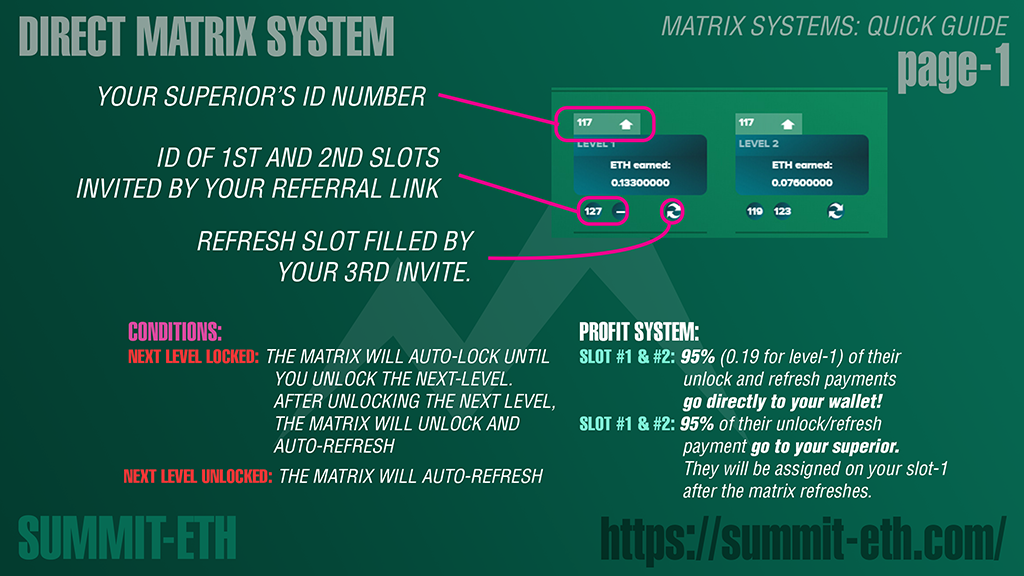 DIRECT MATRIX SYSTEM
MATRIX SYSTEMS: QUICK GUIDE
page-1
YOUR SUPERIOR'S ID NUMBER
ID OF 1ST AND 2ND SLOTS
INVITED BY YOUR REFERRAL LINK
REFRESH SLOT FILLED BY
YOUR 3RD INVITE.
117
LEVEL 1
ETH earned:
0.13300000
127 –
117
LEVEL 2
ETH earned:
0.07600000
119 123
CONDITIONS:
NEXT LEVEL LOCKED: THE MATRIX WILL AUTO-LOCK UNTIL
YOU UNLOCK THE NEXT-LEVEL.
AFTER UNLOCKING THE NEXT LEVEL,
THE MATRIX WILL UNLOCK AND
AUTO-REFRESH
NEXT LEVEL UNLOCKED: THE MATRIX WILL AUTO-REFRESH
PROFIT SYSTEM:
SLOT #1 & #2: 95% (0.19 for level-1) of their
unlock and refresh payments
go directly to your wallet!
SLOT #1 & #2: 95% of their unlock/refresh
payment go to your superior.
They will be assigned on your slot-1
after the matrix refreshes.
SUMMIT-ETH
https://summit-eth.com/